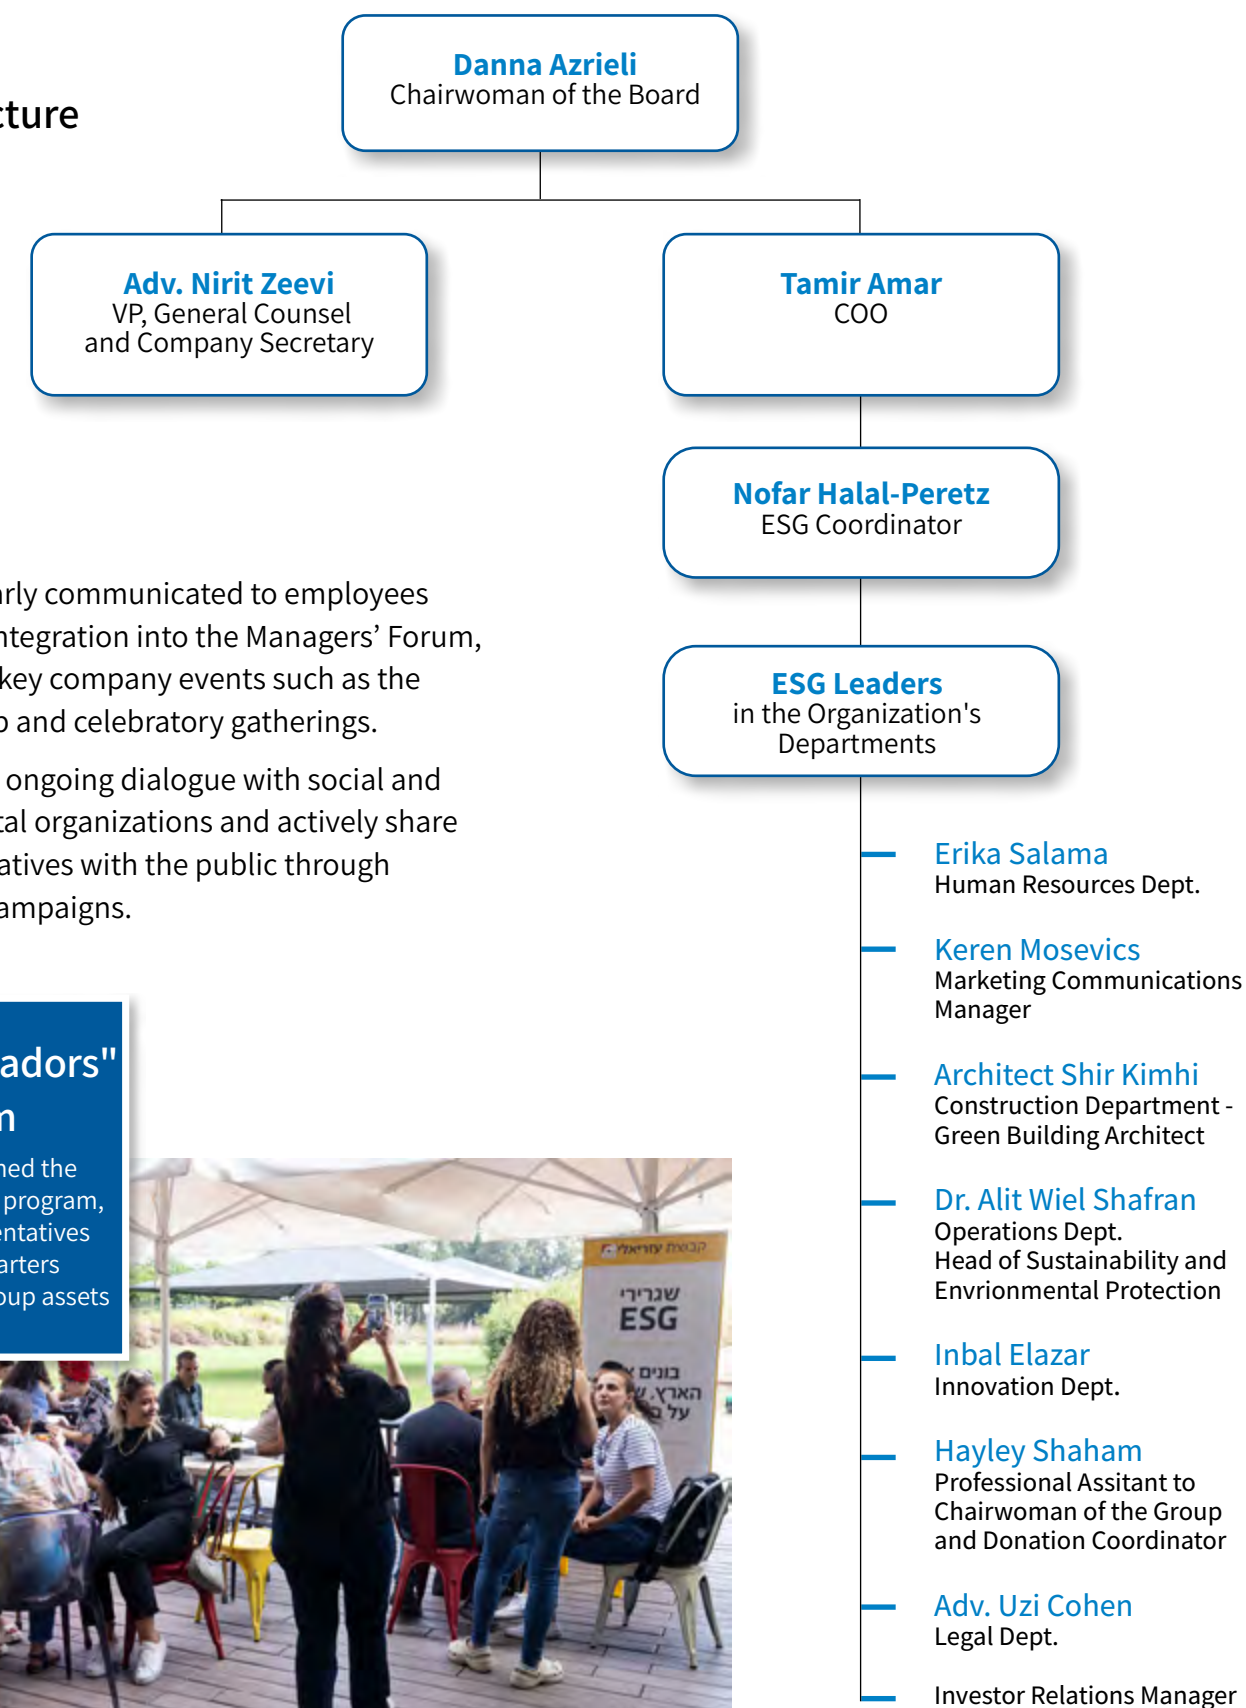 cture
Danna Azrieli
Chairwoman of the Board
Adv. Nirit Zeevi
VP, General Counsel
and Company Secretary
Tamir Amar
COO
Nofar Halal-Peretz
ESG Coordinator
ESG Leaders
in the Organization's
Departments
arly communicated to employees
ntegration into the Managers' Forum,
key company events such as the
p and celebratory gatherings.
ongoing dialogue with social and
tal organizations and actively share
atives with the public through
ampaigns.
adors"
m
ned the
program,
entatives
arters
oup assets
קבוצת עזריאלי
שגרירי
ESG
בונים
הארץ.
על
Erika Salama
Human Resources Dept.
Keren Mosevics
Marketing Communications
Manager
Architect Shir Kimhi
Construction Department -
Green Building Architect
Dr. Alit Wiel Shafran
Operations Dept.
Head of Sustainability and
Envrionmental Protection
Inbal Elazar
Innovation Dept.
Hayley Shaham
Professional Assitant to
Chairwoman of the Group
and Donation Coordinator
Adv. Uzi Cohen
Legal Dept.
Investor Relations Manager